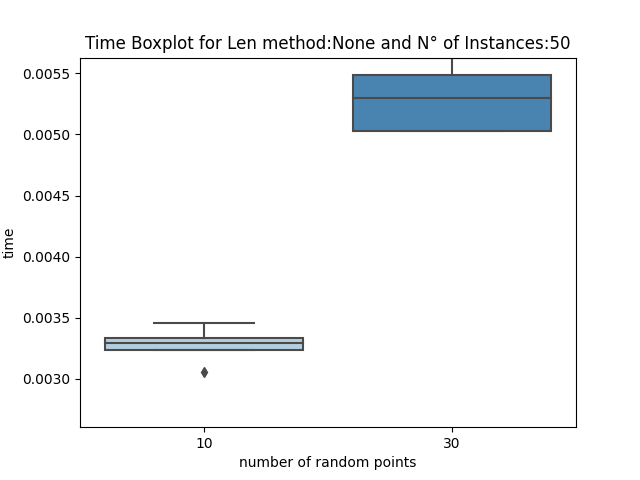 Time Boxplot for Len method:None and N° of Instances:50
0.0055
0.0050
0.0045
0.0040
0.0035
0.0030
time
10
30
number of random points